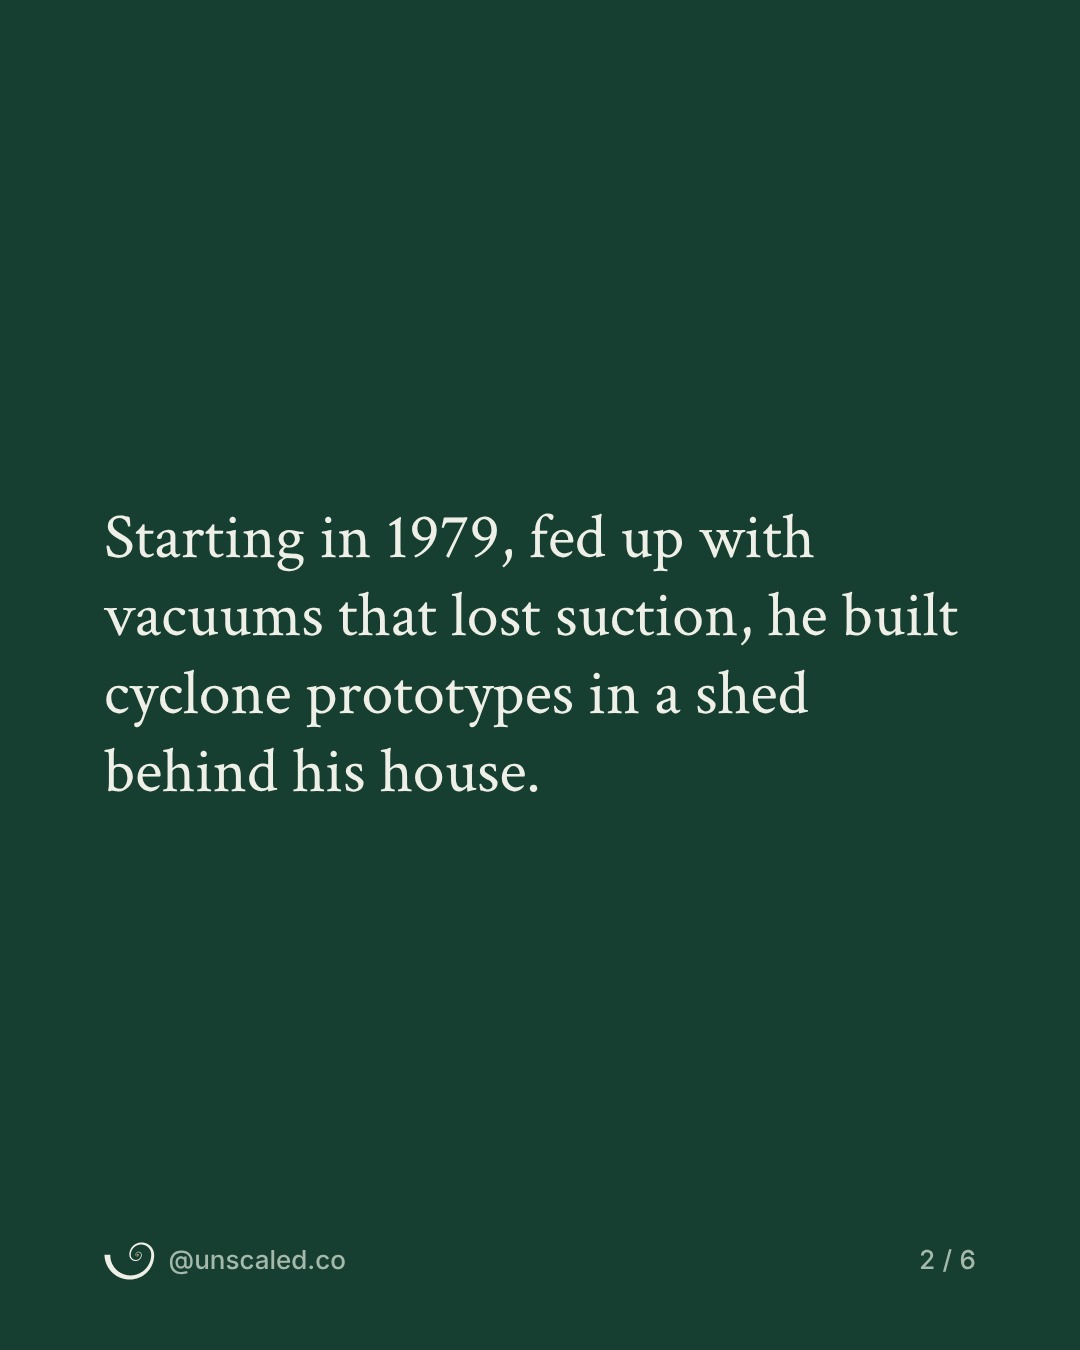 Starting in 1979, fed up with
vacuums that lost suction, he built
cyclone prototypes in a shed
behind his house.
@unscaled.co
2 / 6